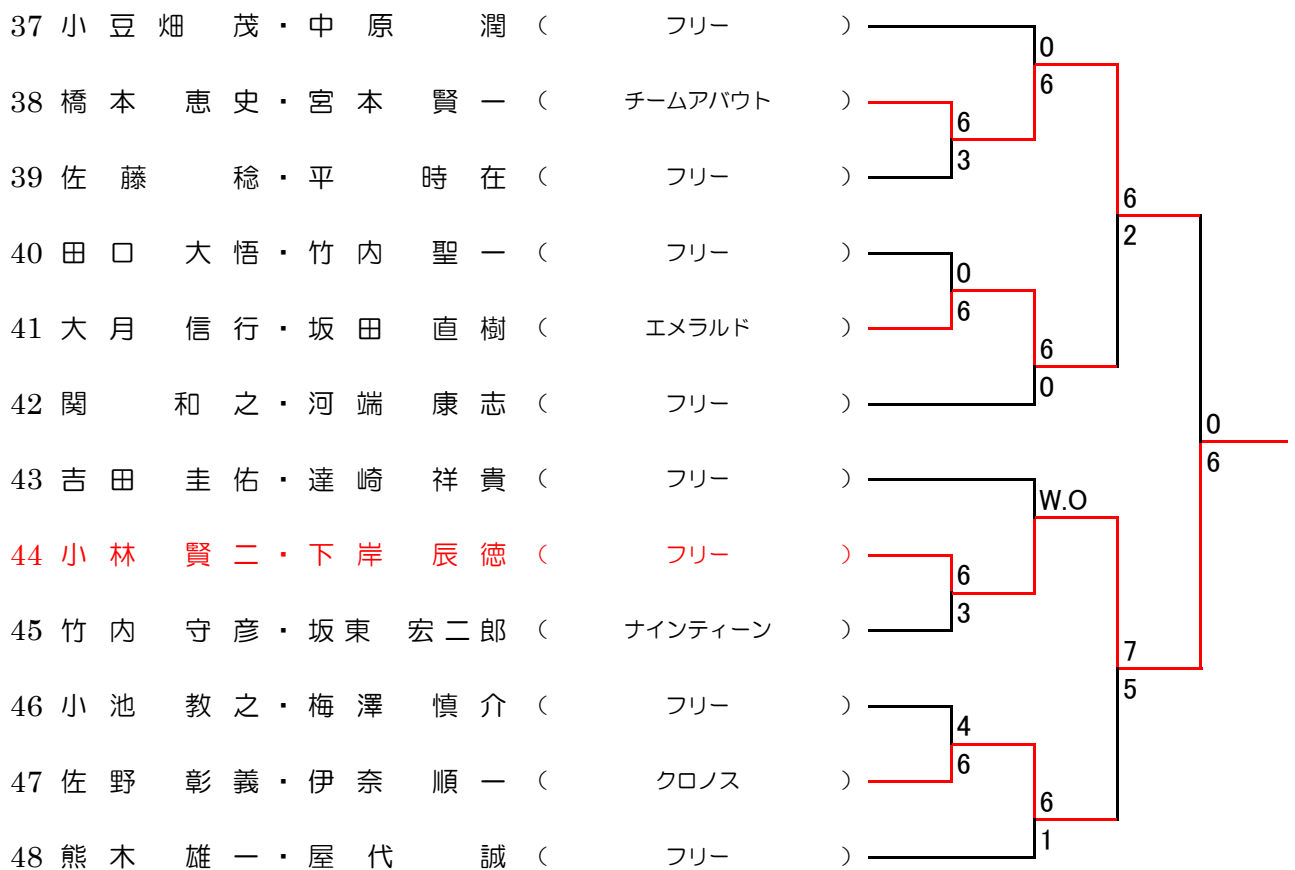 37 小豆畑 茂・中原 潤 ( フリー )
0
6
38 橋本 恵史・宮本 賢一 ( チームアバウト )
6
3
39 佐藤 稔・平 時在 ( フリー )
6
2
40 田口 大悟・竹内 聖一 ( フリー )
0
6
41 大月 信行・坂田 直樹 ( エメラルド )
6
0
42 関 和之・河端 康志 ( フリー )
0
6
43 吉田 圭佑・達崎 祥貴 ( フリー )
W.O
44 小林 賢二・下岸 辰徳 ( フリー )
6
3
45 竹内 守彦・坂東 宏二郎 ( ナインティーン )
7
5
46 小池 教之・梅澤 慎介 ( フリー )
4
6
47 佐野 彰義・伊奈 順一 ( クロノス )
6
1
48 熊木 雄一・屋代 誠 ( フリー )